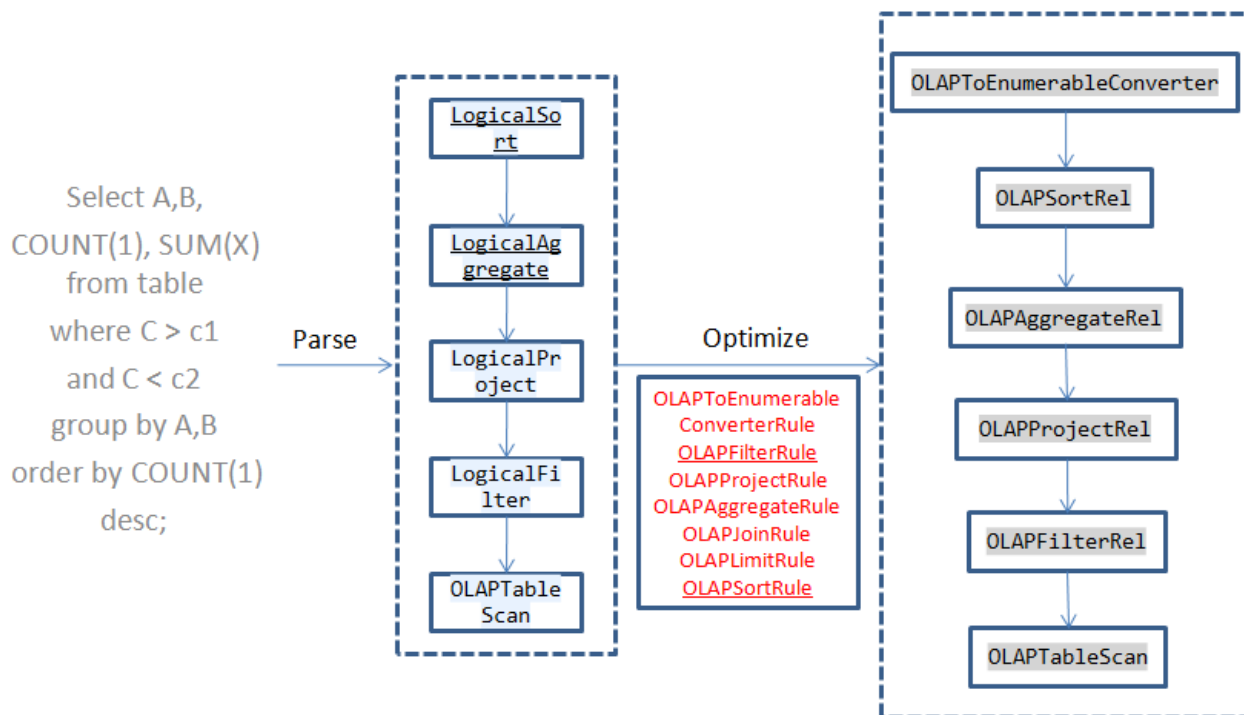 Select A,B,
COUNT(1), SUM(X)
from table
where C > c1
and C < c2
group by A,B
order by COUNT(1)
desc;
Parse
LogicalSo
rt
LogicalAg
gregate
LogicalPr
oject
LogicalFi
lter
OLAPTable
Scan
Optimize
OLAPToEnumerable
ConverterRule
OLAPFilterRule
OLAPProjectRule
OLAPAggregateRule
OLAPJoinRule
OLAPLimitRule
OLAPSortRule
OLAPToEnumerableConverter
OLAPSortRel
OLAPAggregateRel
OLAPProjectRel
OLAPFilterRel
OLAPTableScan